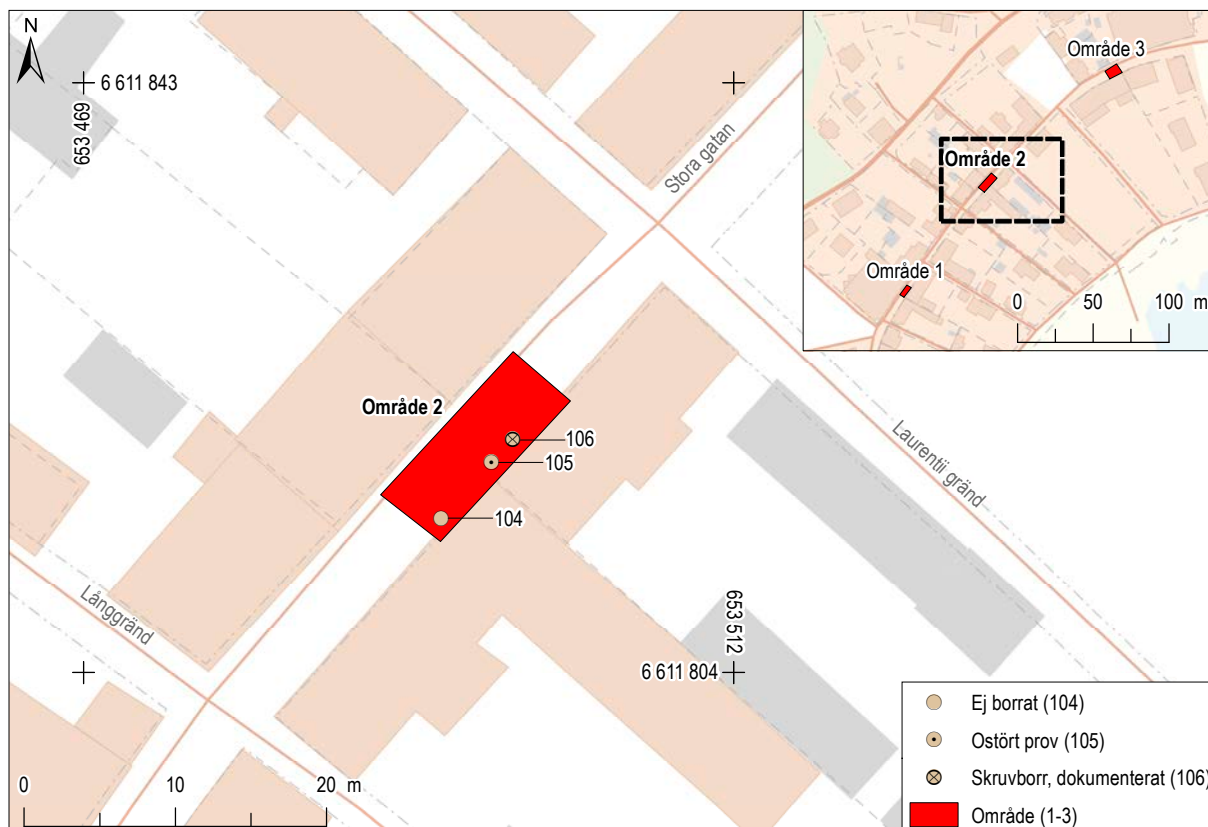 N
6 611 843
653 469
Stora gatan
Område 3
Område 2
Område 1
0 50 100 m
Område 2
106
105
104
Laurentii gränd
Långgränd
653 512
6 611 804
0 10 20 m
Ej borrat (104)
Ostört prov (105)
Skruvborr, dokumenterat (106)
Område (1-3)